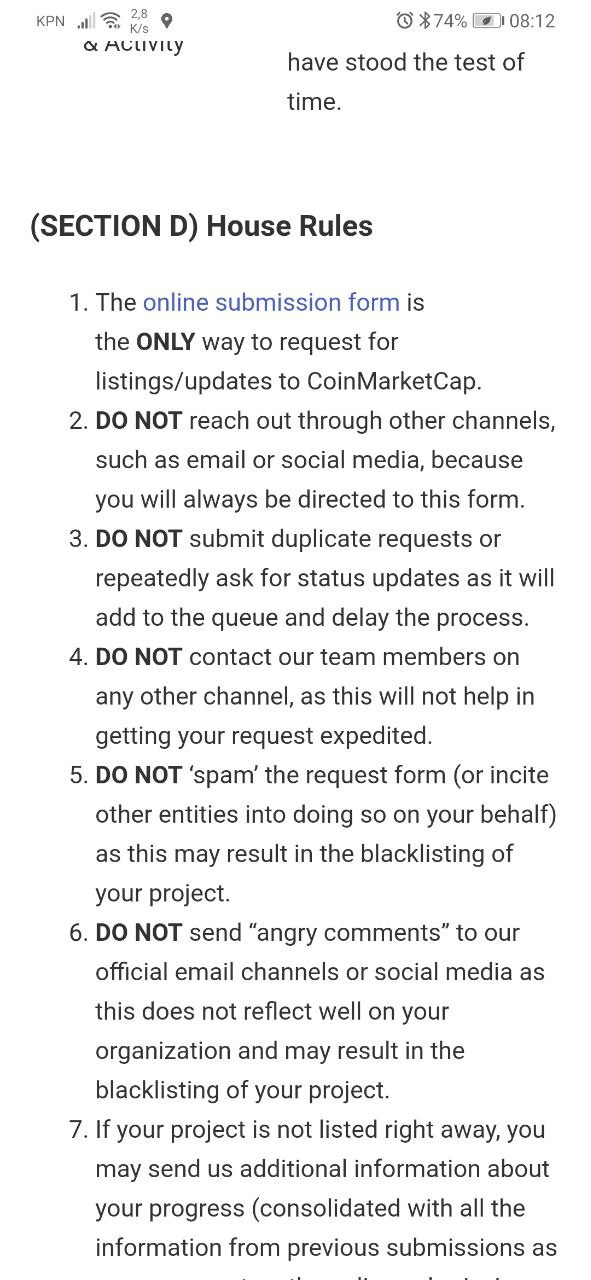 KPN 2,8 K/s 74% 08:12
& Activity
have stood the test of
time.
(SECTION D) House Rules
1. The online submission form is
the ONLY way to request for
listings/updates to CoinMarketCap.
2. DO NOT reach out through other channels,
such as email or social media, because
you will always be directed to this form.
3. DO NOT submit duplicate requests or
repeatedly ask for status updates as it will
add to the queue and delay the process.
4. DO NOT contact our team members on
any other channel, as this will not help in
getting your request expedited.
5. DO NOT ‘spam’ the request form (or incite
other entities into doing so on your behalf)
as this may result in the blacklisting of
your project.
6. DO NOT send “angry comments” to our
official email channels or social media as
this does not reflect well on your
organization and may result in the
blacklisting of your project.
7. If your project is not listed right away, you
may send us additional information about
your progress (consolidated with all the
information from previous submissions as